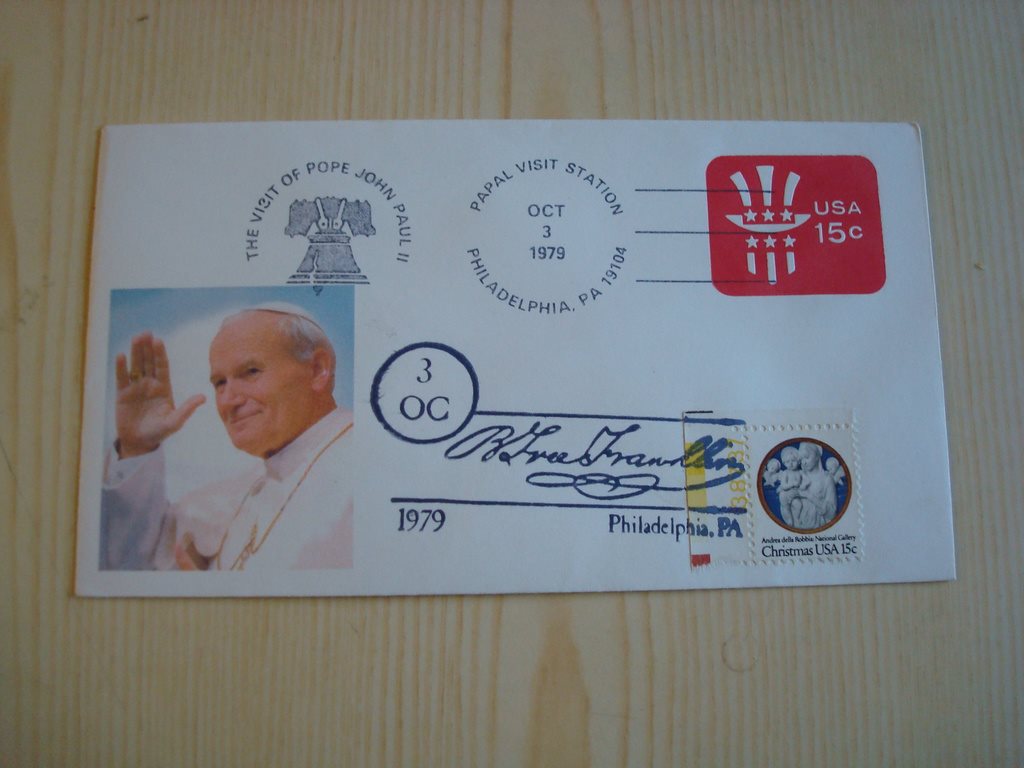 THE VISIT OF POPE JOHN PAUL II
PAPAL VISIT STATION
OCT
3
1979
PHILADELPHIA, PA 19104
USA
15c
3
OC
B Free Franklin
1979
Philadelphia, PA
Andrea della Robbia: National Gallery
Christmas USA 15c